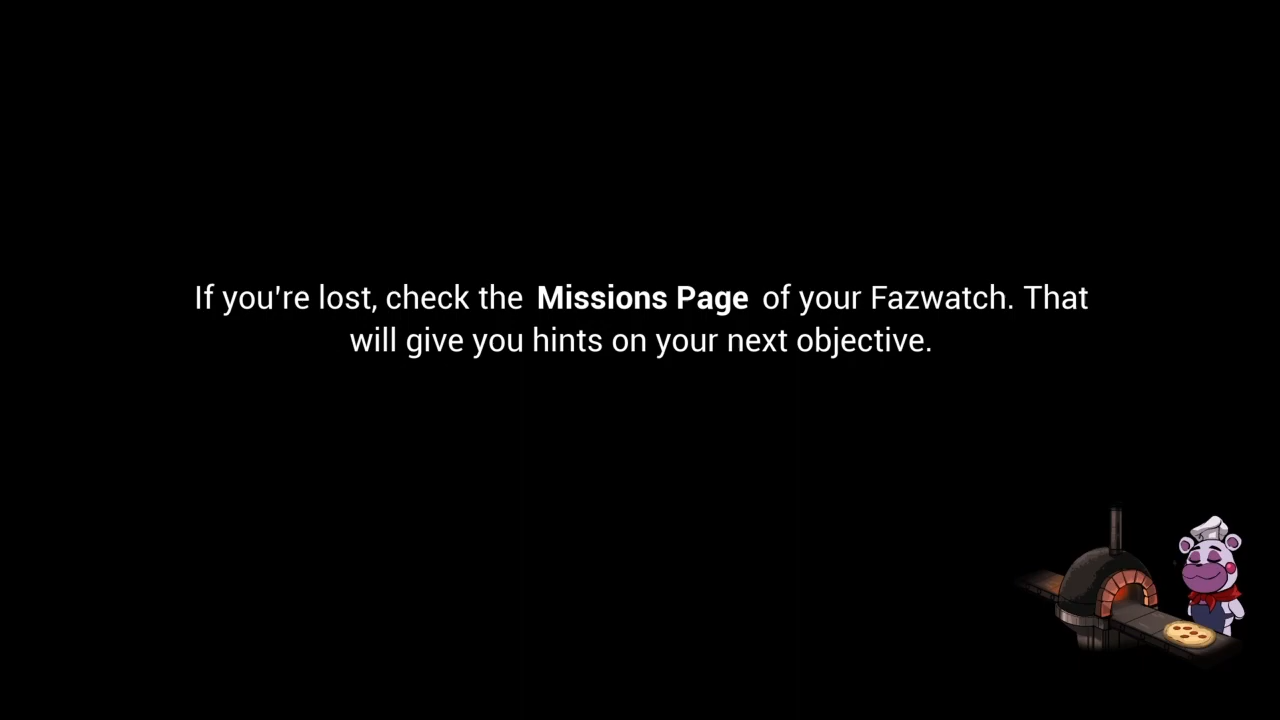 If you're lost, check the Missions Page of your Fazwatch. That
will give you hints on your next objective.